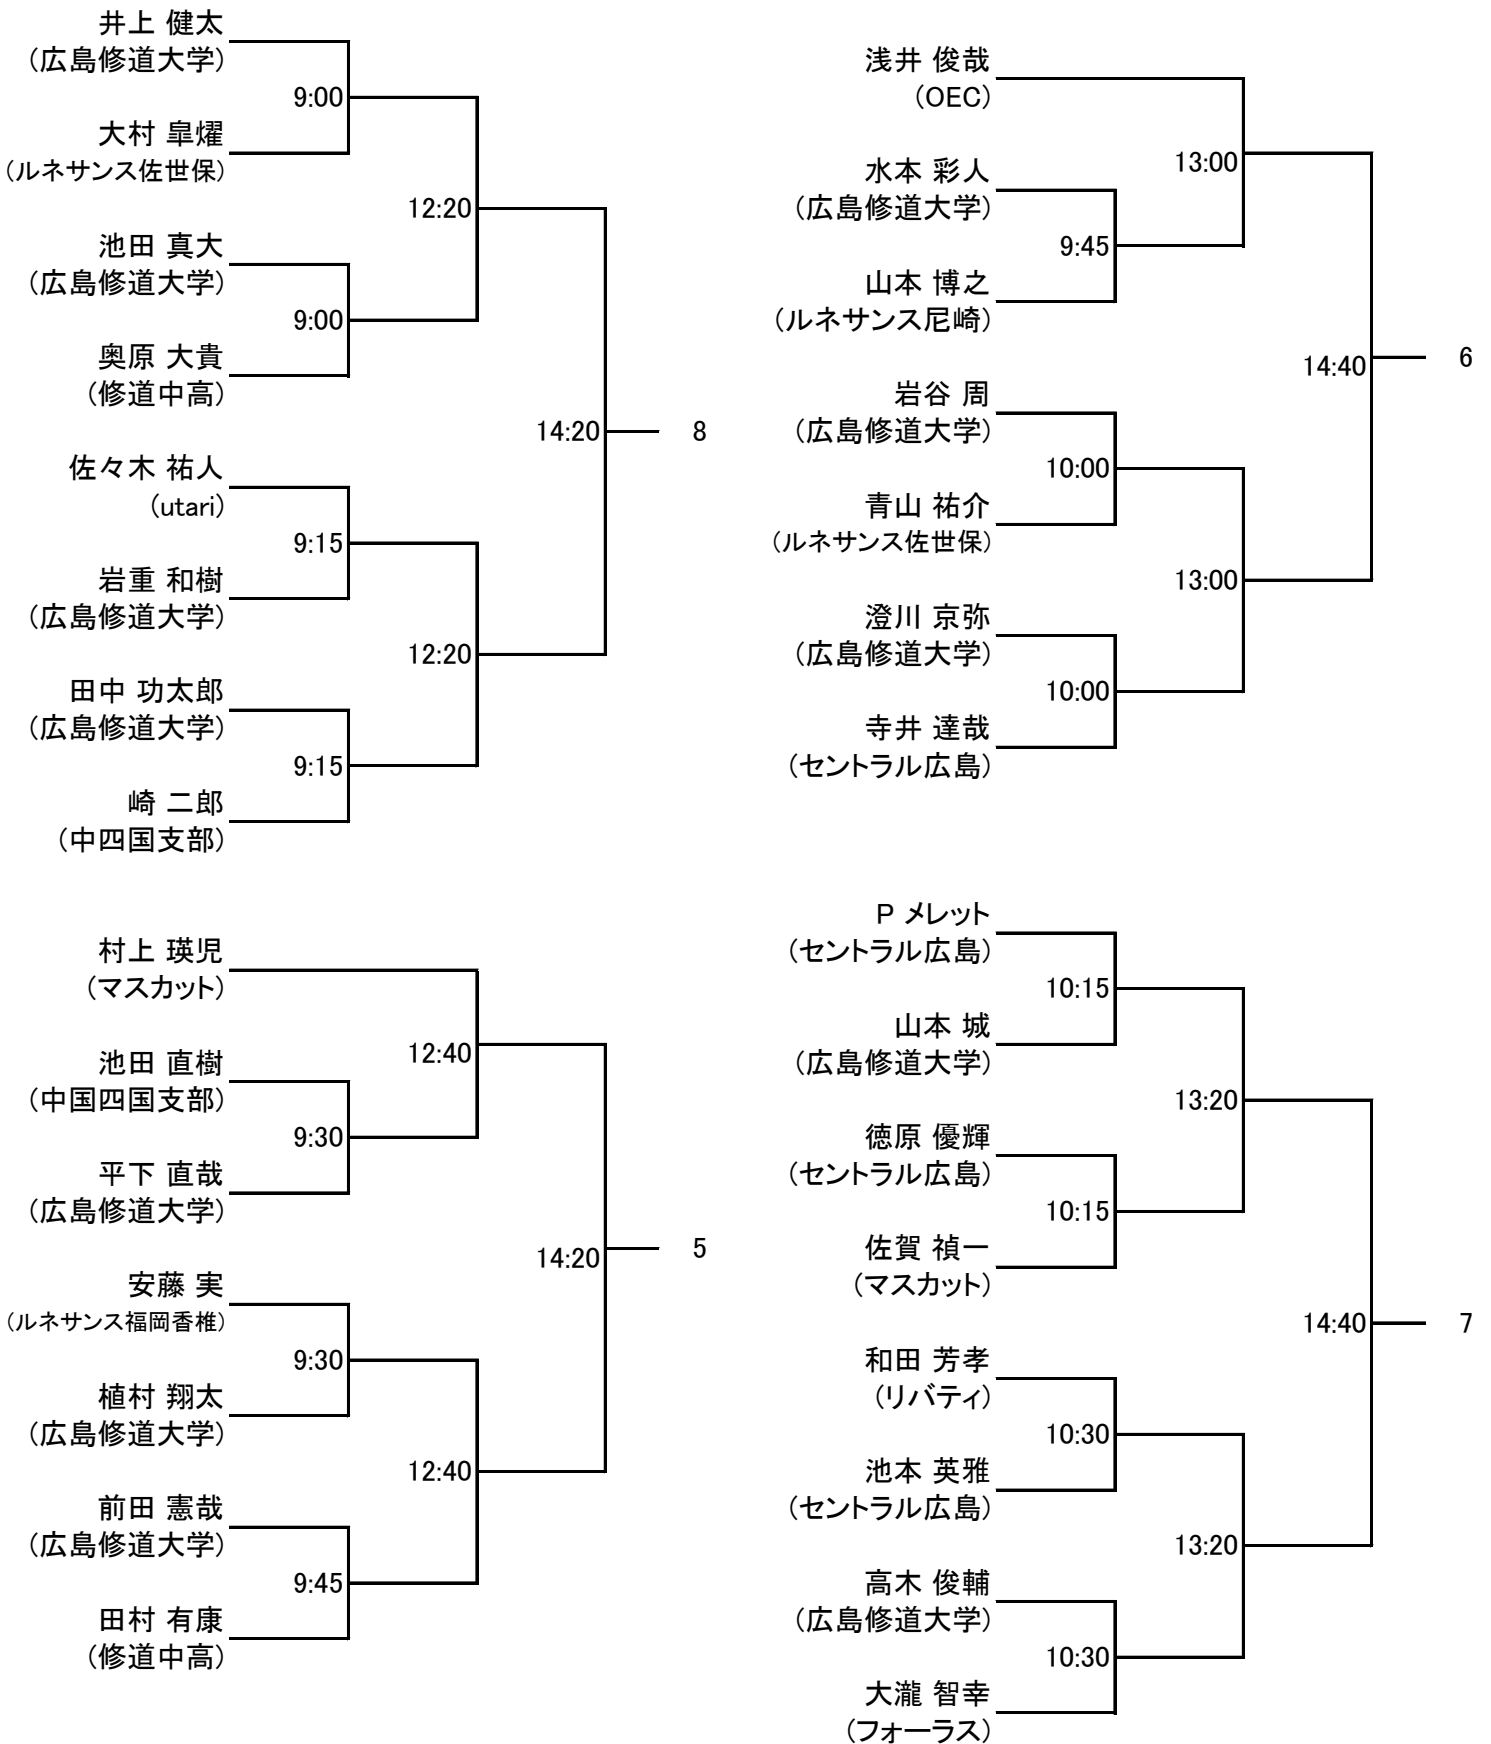 井上 健太
(広島修道大学)
9:00
大村 皐燿
(ルネサンス佐世保)
12:20
池田 真大
(広島修道大学)
9:00
奥原 大貴
(修道中高)
14:20
8
佐々木 祐人
(utari)
9:15
岩重 和樹
(広島修道大学)
12:20
田中 功太郎
(広島修道大学)
9:15
崎 二郎
(中四国支部)
浅井 俊哉
(OEC)
13:00
水本 彩人
(広島修道大学)
9:45
山本 博之
(ルネサンス尼崎)
14:40
6
岩谷 周
(広島修道大学)
10:00
青山 祐介
(ルネサンス佐世保)
13:00
澄川 京弥
(広島修道大学)
10:00
寺井 達哉
(セントラル広島)
村上 瑛児
(マスカット)
12:40
池田 直樹
(中国四国支部)
9:30
平下 直哉
(広島修道大学)
14:20
5
安藤 実
(ルネサンス福岡香椎)
9:30
植村 翔太
(広島修道大学)
12:40
前田 憲哉
(広島修道大学)
9:45
田村 有康
(修道中高)
P メレット
(セントラル広島)
10:15
山本 城
(広島修道大学)
13:20
徳原 優輝
(セントラル広島)
10:15
佐賀 禎一
(マスカット)
14:40
7
和田 芳孝
(リバティ)
10:30
池本 英雅
(セントラル広島)
13:20
高木 俊輔
(広島修道大学)
10:30
大瀧 智幸
(フォーラス)